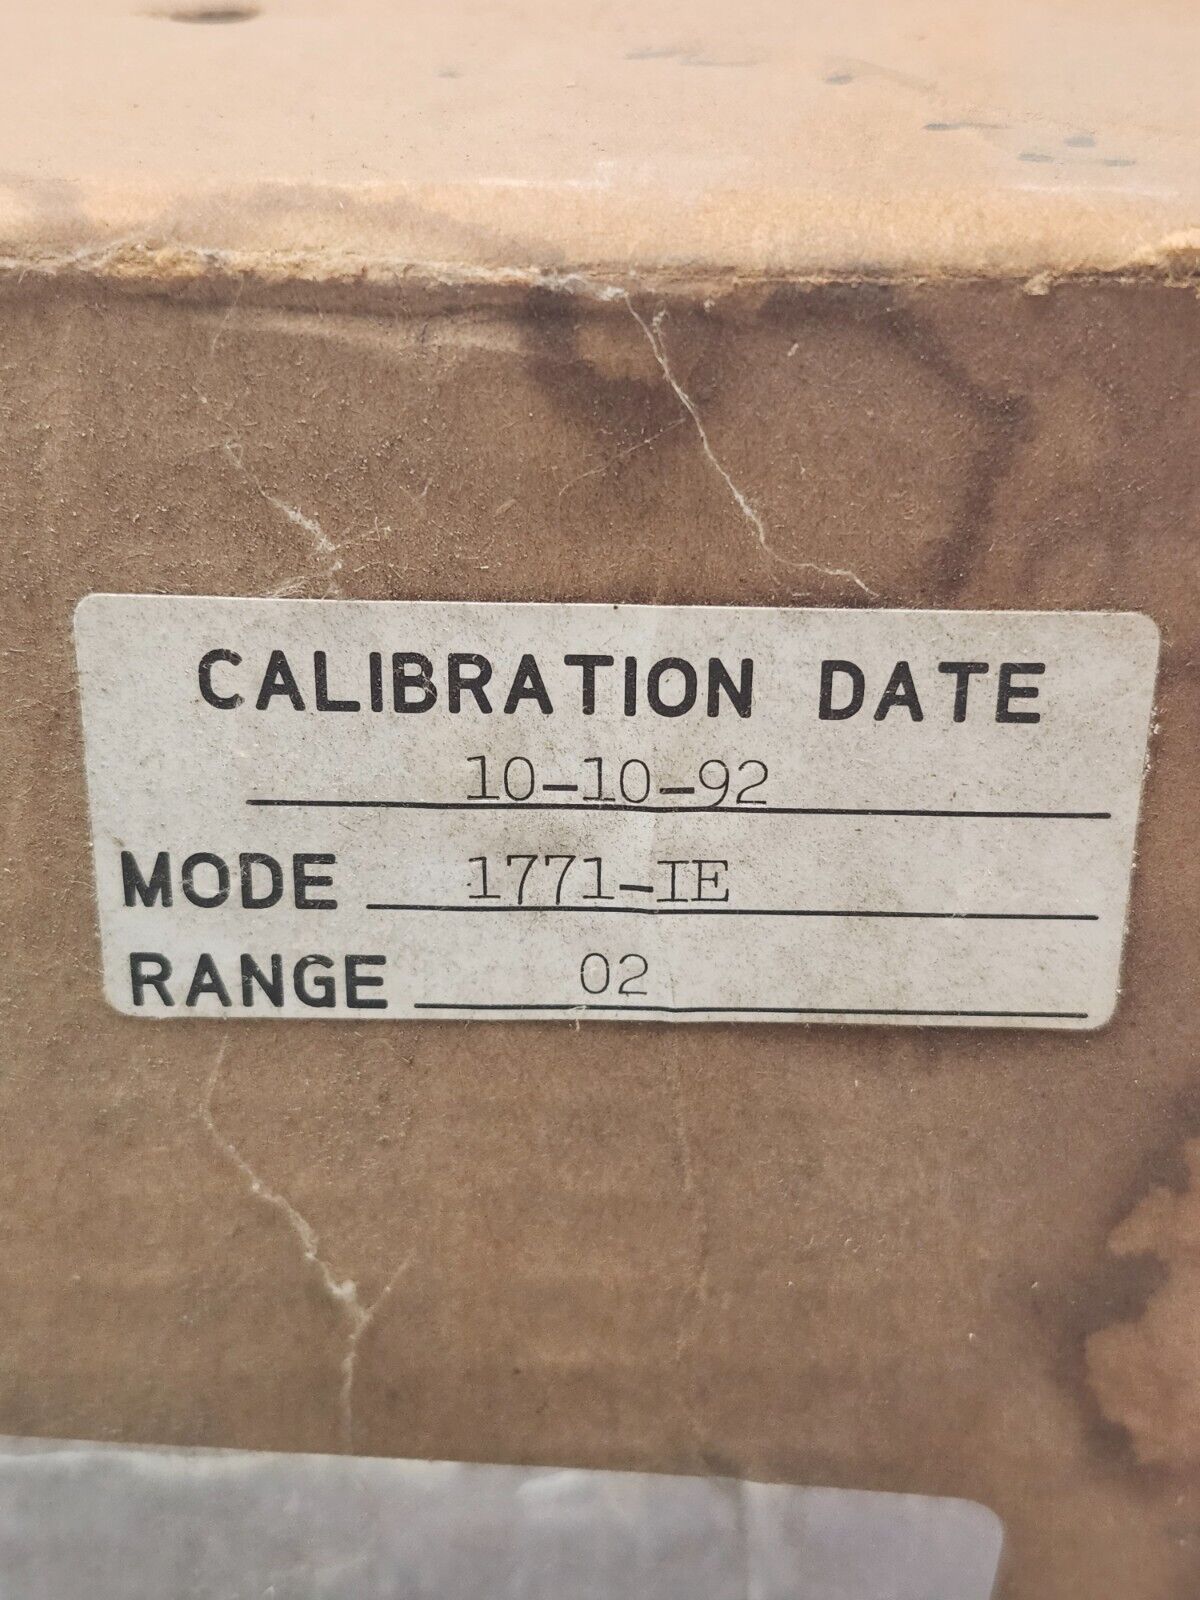 CALIBRATION DATE
10-10-92
MODE 1771-IE
RANGE 02